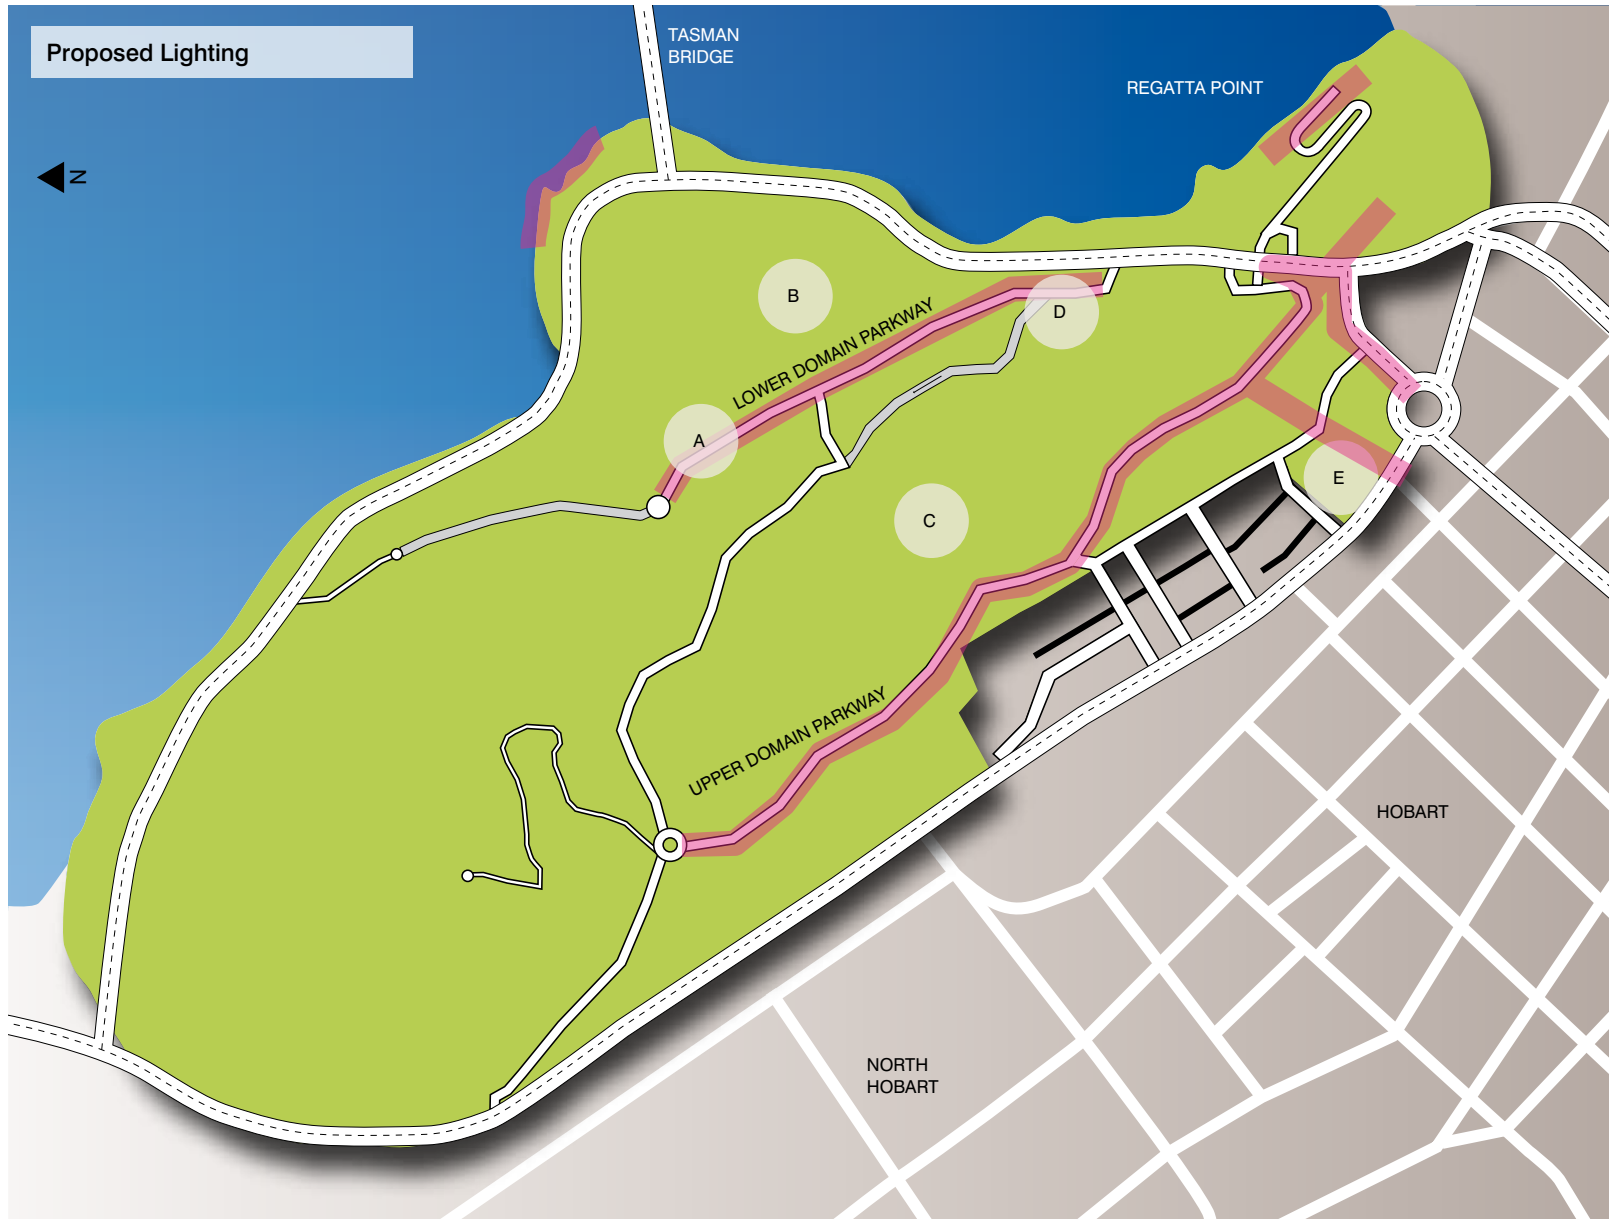 Proposed Lighting
TASMAN
BRIDGE
REGATTA POINT
N
B
D
LOWER DOMAIN PARKWAY
A
E
C
UPPER DOMAIN PARKWAY
HOBART
NORTH
HOBART